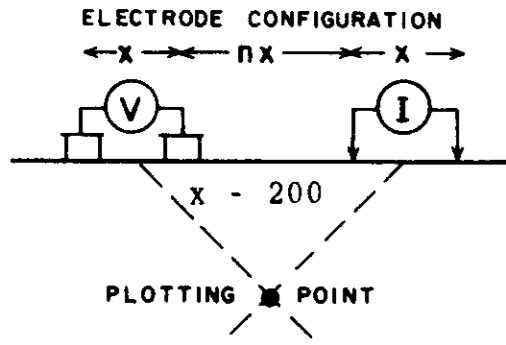 ELECTRODE CONFIGURATION
x nx x
V I
x - 200
PLOTTING POINT